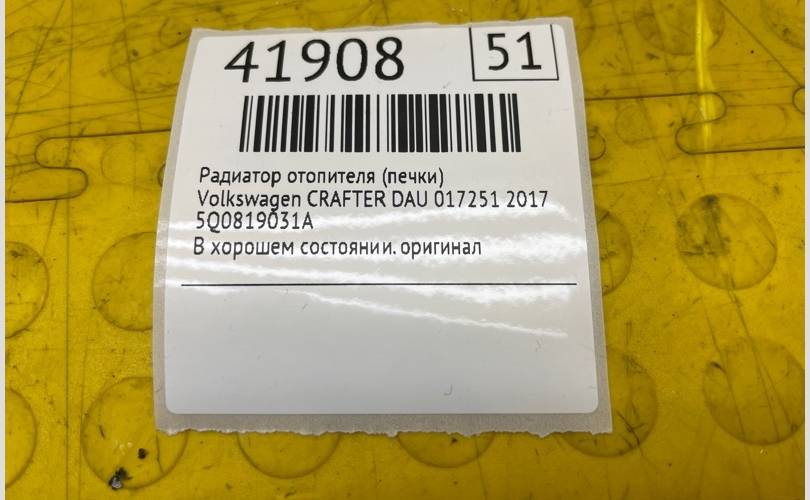 41908 51
Радиатор отопителя (печки)
Volkswagen CRAFTER DAU 017251 2017
5Q0819031A
В хорошем состоянии. оригинал